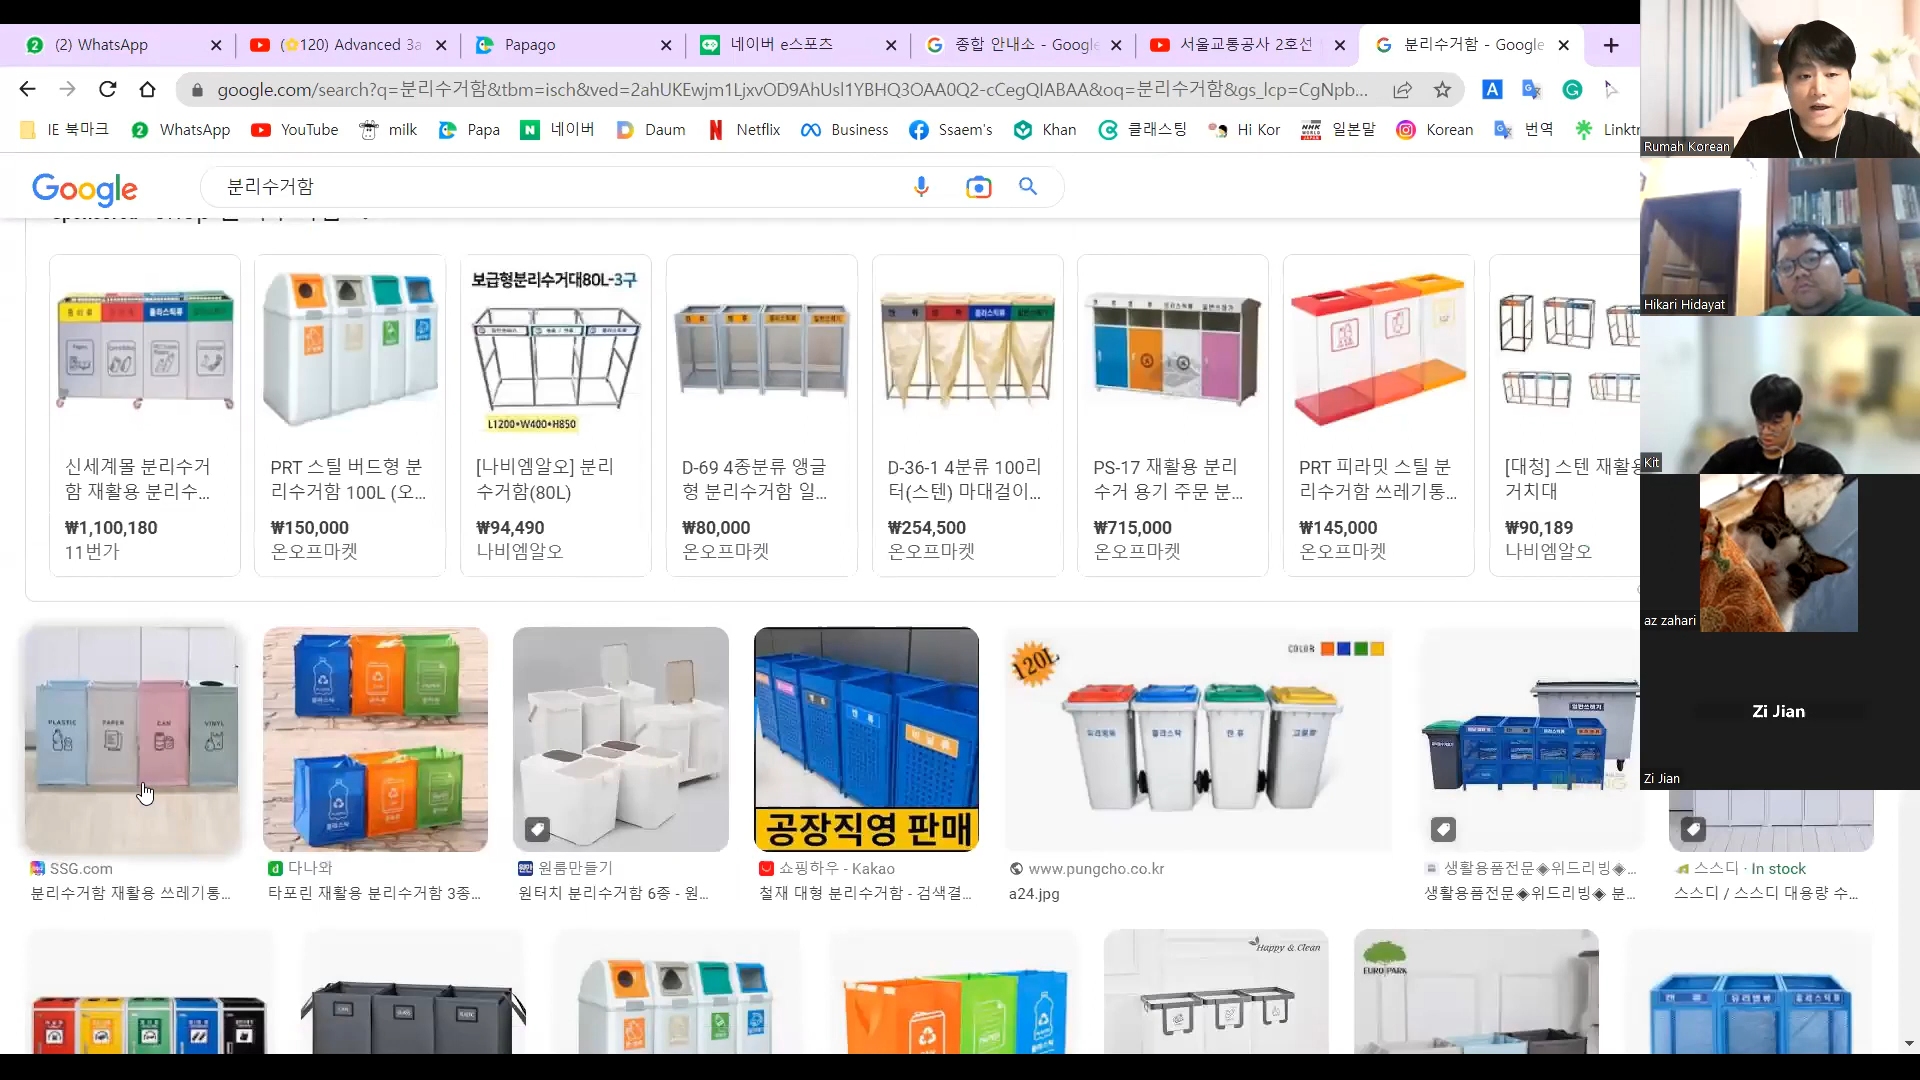 (2) WhatsApp
(🌼120) Advanced 3a
Papago
네이버 e스포츠
종합 안내소 - Google
서울교통공사 2호선
분리수거함 - Google
google.com/search?q=분리수거함&tbm=isch&ved=2ahUKEwjm1LjxvOD9AhUsl1YBHQ3OAA0Q2-cCegQIABAA&oq=분리수거함&gs_lcp=CgNpb...
IE 북마크
WhatsApp
YouTube
milk
Papa
네이버
Daum
Netflix
Business
Ssaem's
Khan
클래스팅
Hi Kor
일본말
Korean
번역
Linktr
Google
분리수거함
보급형분리수거대80L-3구
L1200*W400*H850
신세계몰 분리수거
함 재활용 분리수...
₩1,100,180
11번가
PRT 스틸 버드형 분
리수거함 100L (오...
₩150,000
온오프마켓
[나비엠알오] 분리
수거함(80L)
₩94,490
나비엠알오
D-69 4종분류 앵글
형 분리수거함 일...
₩80,000
온오프마켓
D-36-1 4분류 100리
터(스텐) 마대걸이...
₩254,500
온오프마켓
PS-17 재활용 분리
수거 용기 주문 분...
₩715,000
온오프마켓
PRT 피라밋 스틸 분
리수거함 쓰레기통...
₩145,000
온오프마켓
[대청] 스텐 재활용
거치대
₩90,189
나비엠알오
PLASTIC
PAPER
CAN
VINYL
공장직영 판매
120L
COLOR
SSG.com
분리수거함 재활용 쓰레기통...
다나와
타포린 재활용 분리수거함 3종...
원룸만들기
원터치 분리수거함 6종 - 원...
쇼핑하우 - Kakao
철재 대형 분리수거함 - 검색결...
www.pungcho.co.kr
a24.jpg
생활용품전문◈위드리빙◈...
생활용품전문◈위드리빙◈ 분...
스스디 · In stock
스스디 / 스스디 대용량 수...
Happy & Clean
EURO PARK
캔류
유리병류
플라스틱류
Rumah Korean
Hikari Hidayat
Kit
az zahari
Zi Jian
Zi Jian